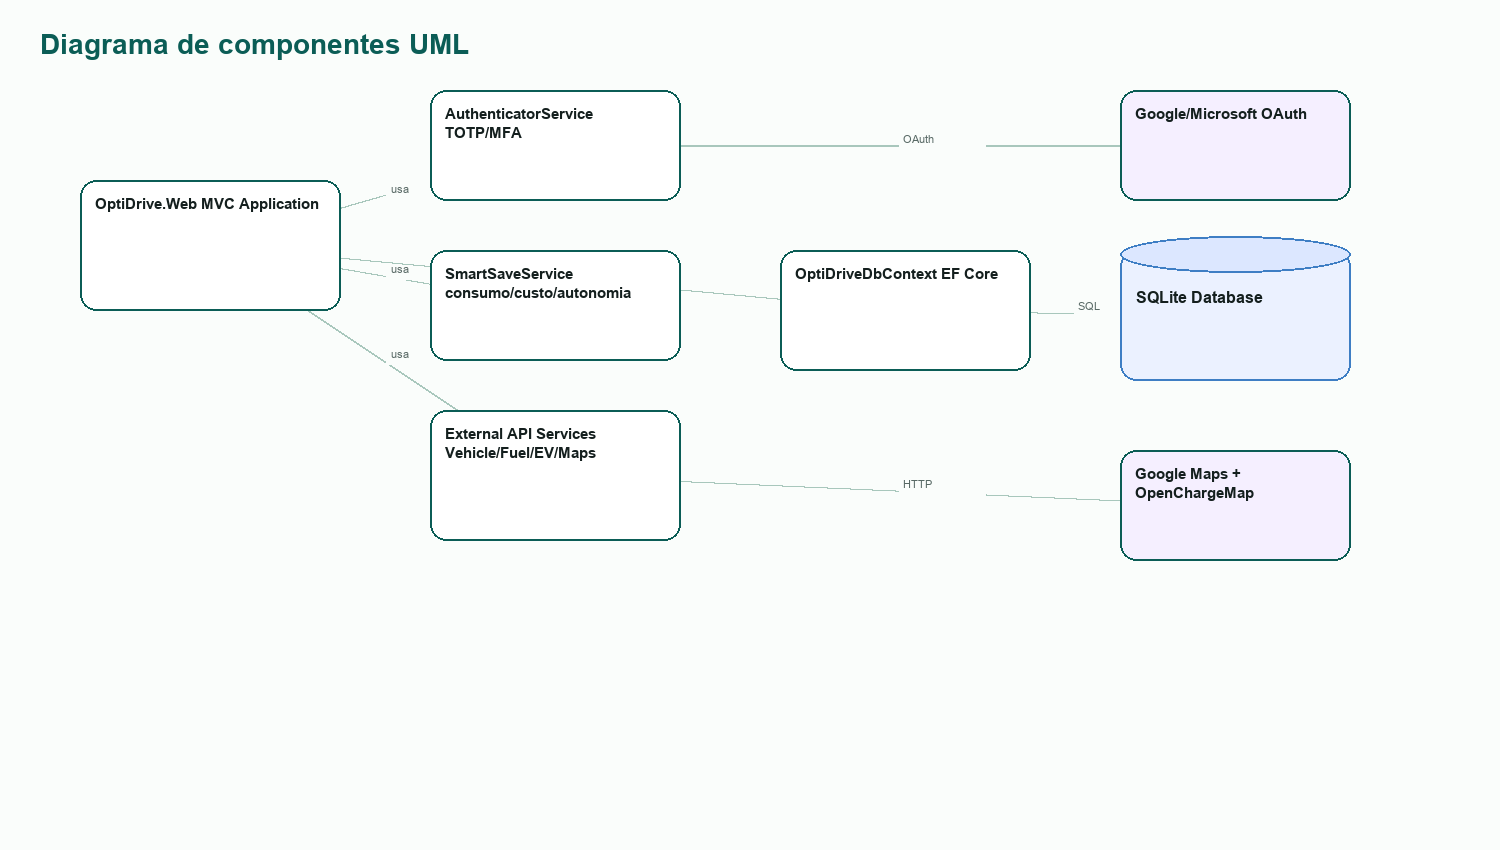 Diagrama de componentes UML
AuthenticatorService
TOTP/MFA
Google/Microsoft OAuth
OAuth
OptiDrive.Web MVC Application
usa
usa
usa
SmartSaveService
consumo/custo/autonomia
OptiDriveDbContext EF Core
SQL
SQLite Database
External API Services
Vehicle/Fuel/EV/Maps
HTTP
Google Maps +
OpenChargeMap